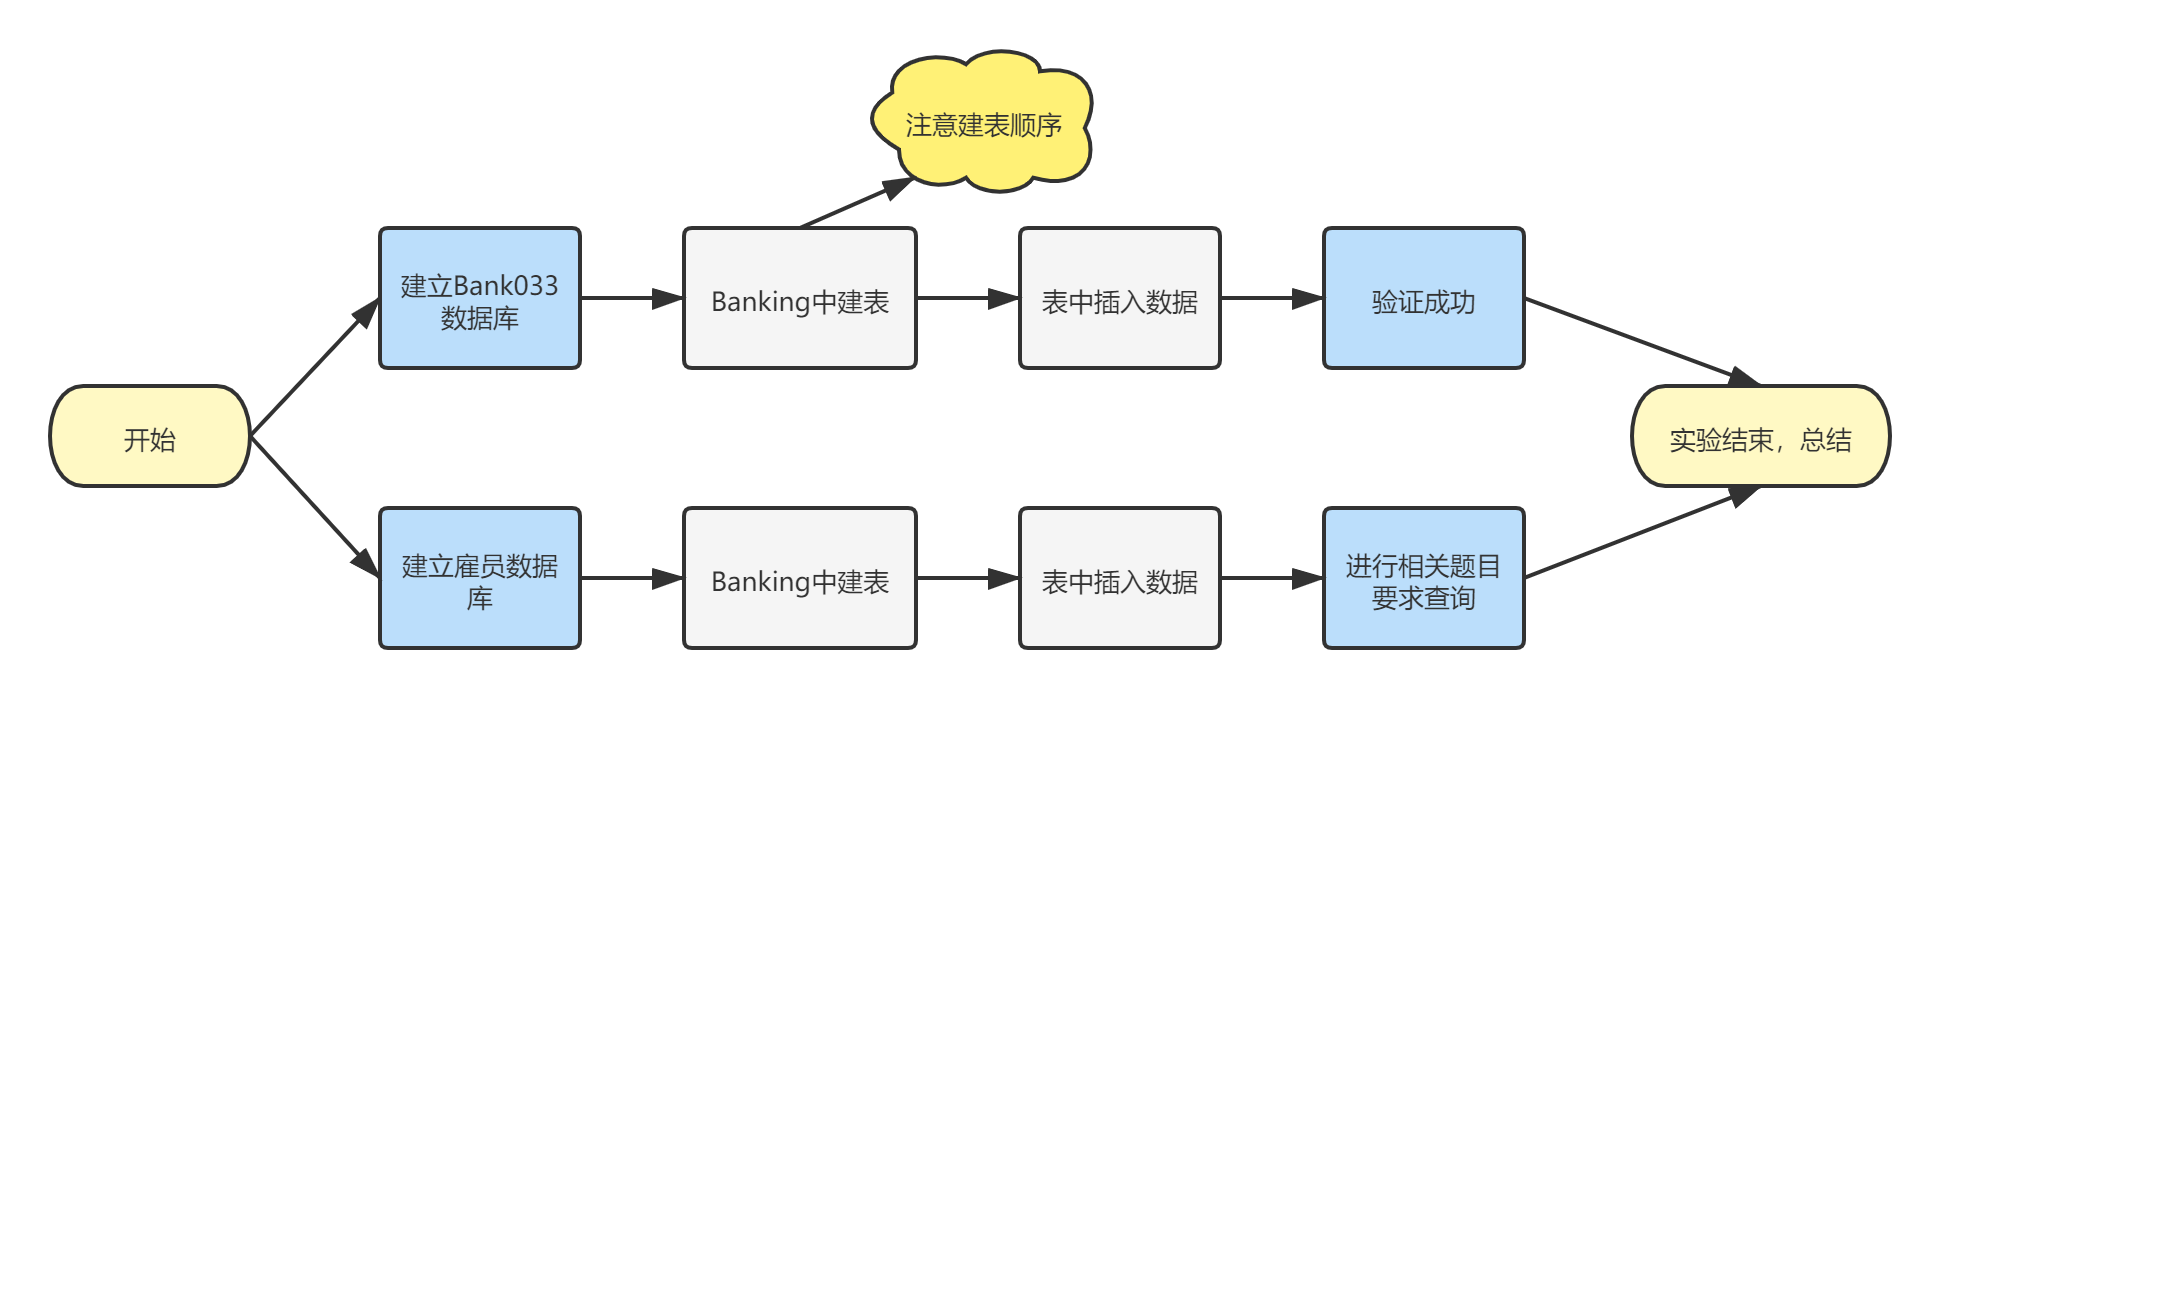 注意建表顺序
建立Bank033
数据库
Banking中建表
表中插入数据
验证成功
开始
实验结束，总结
建立雇员数据
库
Banking中建表
表中插入数据
进行相关题目
要求查询